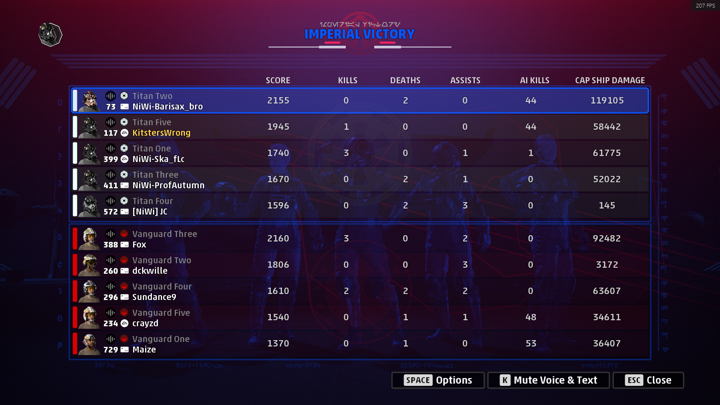 207 FPS
IMPERIAL VICTORY
SCORE KILLS DEATHS ASSISTS AI KILLS CAP SHIP DAMAGE
Titan Two
73 NiWi-Barisax_bro 2155 0 2 0 44 119105
Titan Five
117 KitstersWrong 1945 1 0 0 44 58442
Titan One
399 NiWi-Ska_fLc 1740 3 0 1 1 61775
Titan Three
411 NiWi-ProfAutumn 1670 0 2 1 0 52022
Titan Four
572 [NiWi] JC 1596 0 2 3 0 145
Vanguard Three
388 Fox 2160 3 0 2 0 92482
Vanguard Two
260 dckwille 1806 0 0 3 0 3172
Vanguard Four
296 Sundance9 1610 2 2 2 0 63607
Vanguard Five
234 crayzd 1540 0 1 1 48 34611
Vanguard One
729 Maize 1370 0 1 0 53 36407
SPACE Options K Mute Voice & Text ESC Close